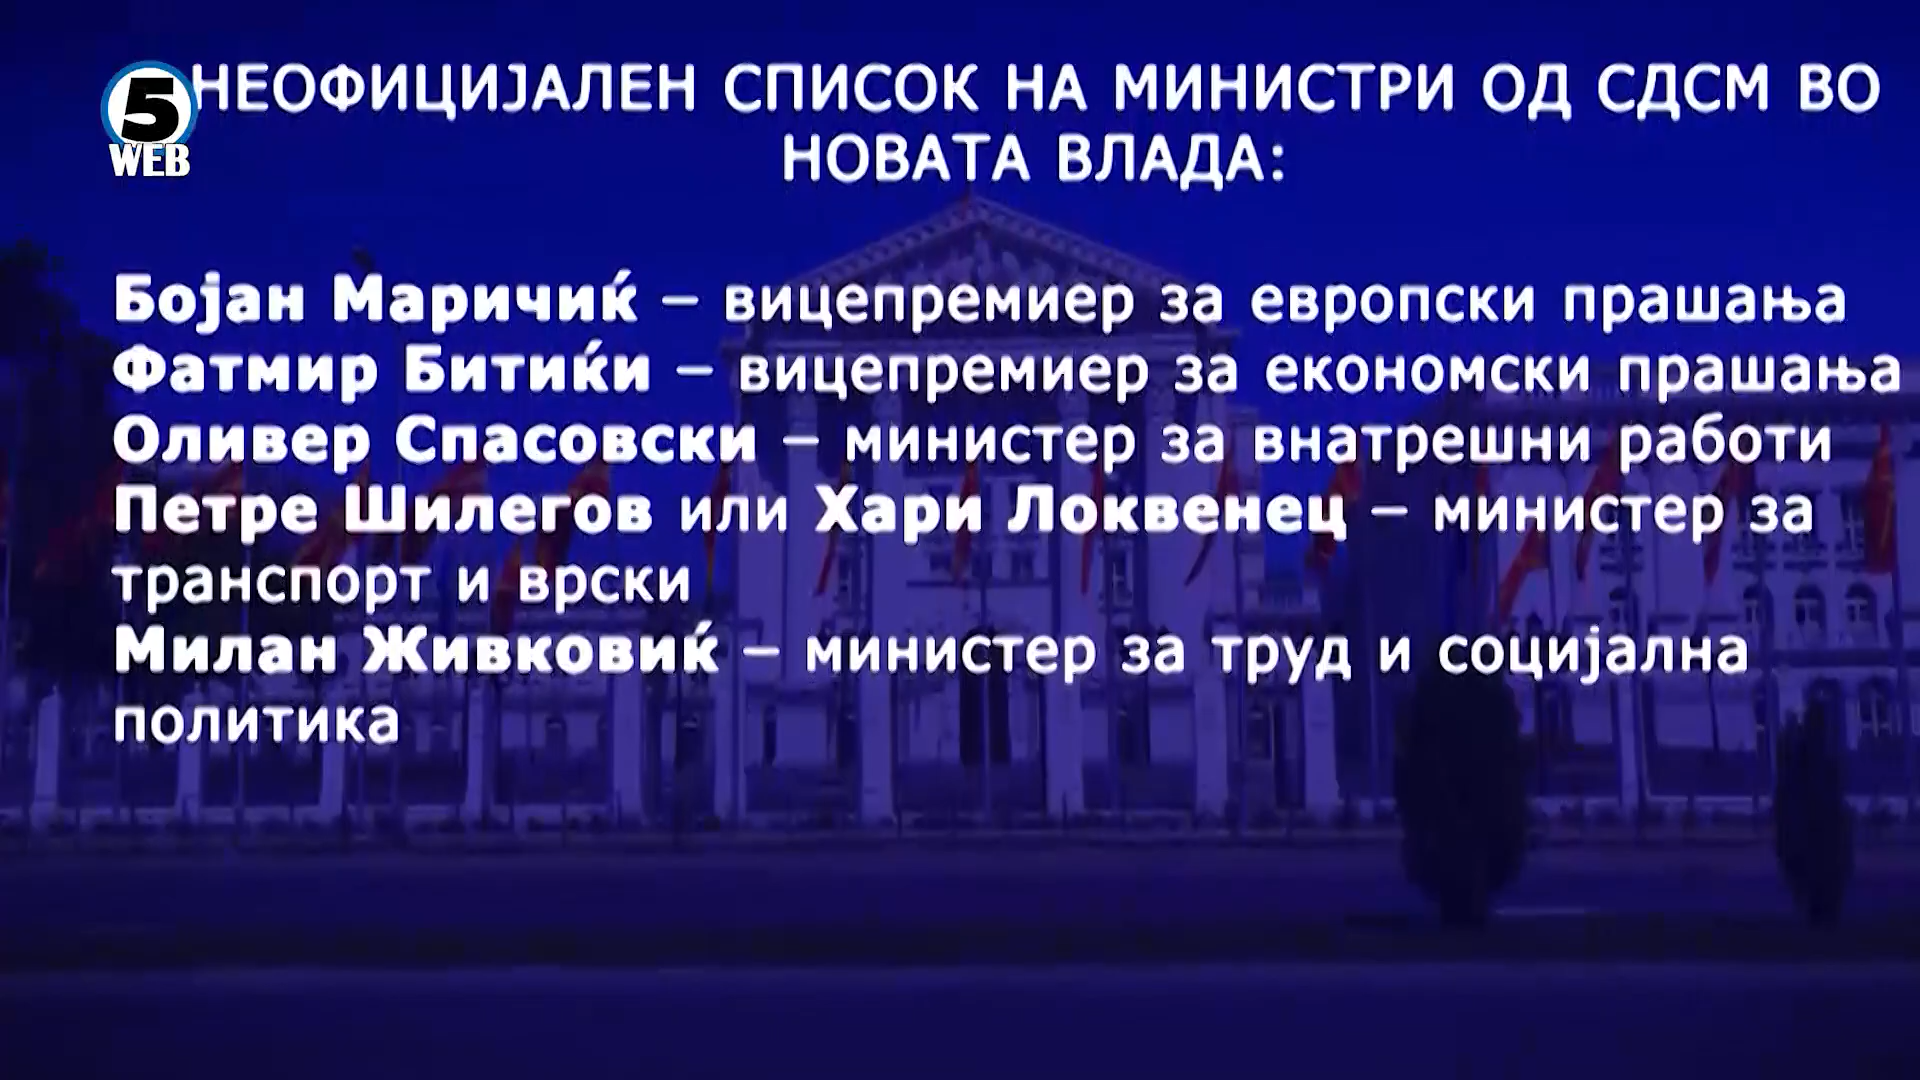 5
WEB
НЕОФИЦИЈАЛЕН СПИСОК НА МИНИСТРИ ОД СДСМ ВО
НОВАТА ВЛАДА:
Бојан Маричиќ – вицепремиер за европски прашања
Фатмир Битиќи – вицепремиер за економски прашања
Оливер Спасовски – министер за внатрешни работи
Петре Шилегов или Хари Локвенец – министер за
транспорт и врски
Милан Живковиќ – министер за труд и социјална
политика